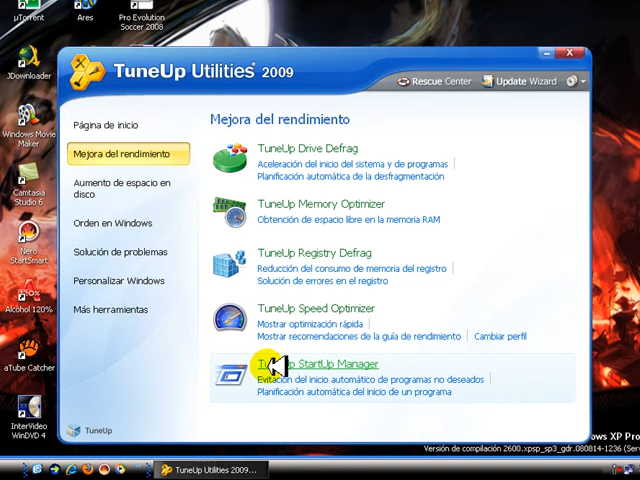 µTorrent
Ares
Pro Evolution
Soccer 2008
JDownloader
Windows Movie
Maker
Camtasia
Studio 6
Nero
StartSmart
Alcohol 120%
aTube Catcher
InterVideo
WinDVD 4
TuneUp Utilities 2009
Rescue Center
Update Wizard
Página de inicio
Mejora del rendimiento
Aumento de espacio en
disco
Orden en Windows
Solución de problemas
Personalizar Windows
Más herramientas
Mejora del rendimiento
TuneUp Drive Defrag
Aceleración del inicio del sistema y de programas
Planificación automática de la desfragmentación
TuneUp Memory Optimizer
Obtención de espacio libre en la memoria RAM
TuneUp Registry Defrag
Reducción del consumo de memoria del registro
Solución de errores en el registro
TuneUp Speed Optimizer
Mostrar optimización rápida
Mostrar recomendaciones de la guía de rendimiento
Cambiar perfil
StartUp Manager
Evitación del inicio automático de programas no deseados
Planificación automática del inicio de un programa
TuneUp
ows XP Pro
Versión de compilación 2600.xpsp_sp3_gdr.080814-1236 (Serv
TuneUp Utilities 2009...